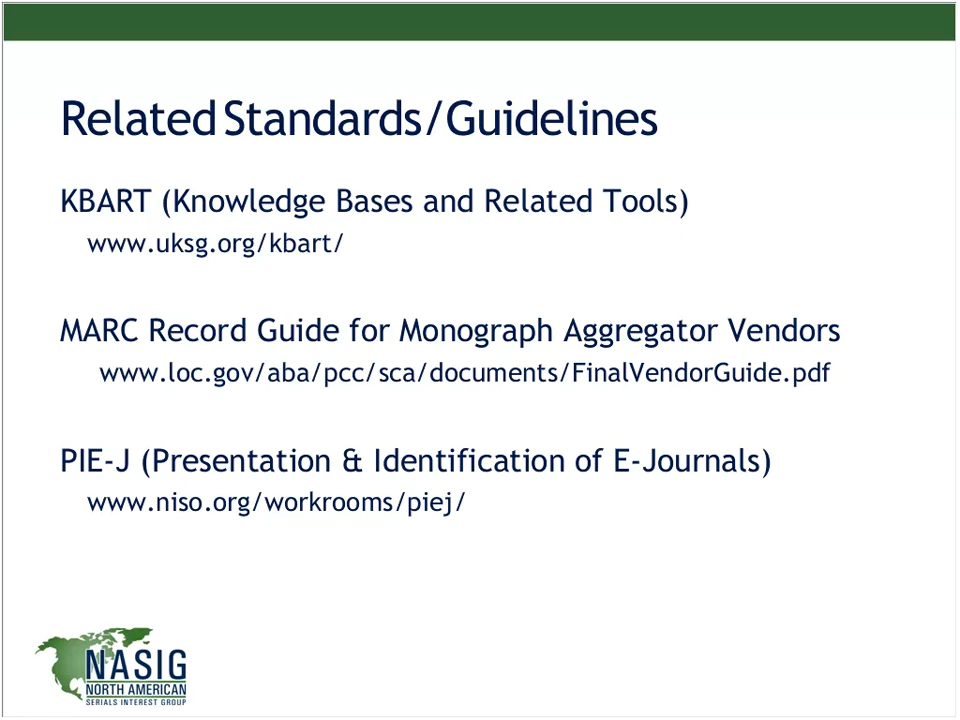 Related Standards/Guidelines
KBART (Knowledge Bases and Related Tools)
www.uksg.org/kbart/
MARC Record Guide for Monograph Aggregator Vendors
www.loc.gov/aba/pcc/sca/documents/FinalVendorGuide.pdf
PIE-J (Presentation & Identification of E-Journals)
www.niso.org/workrooms/piej/
NASIG
NORTH AMERICAN
SERIALS INTEREST GROUP